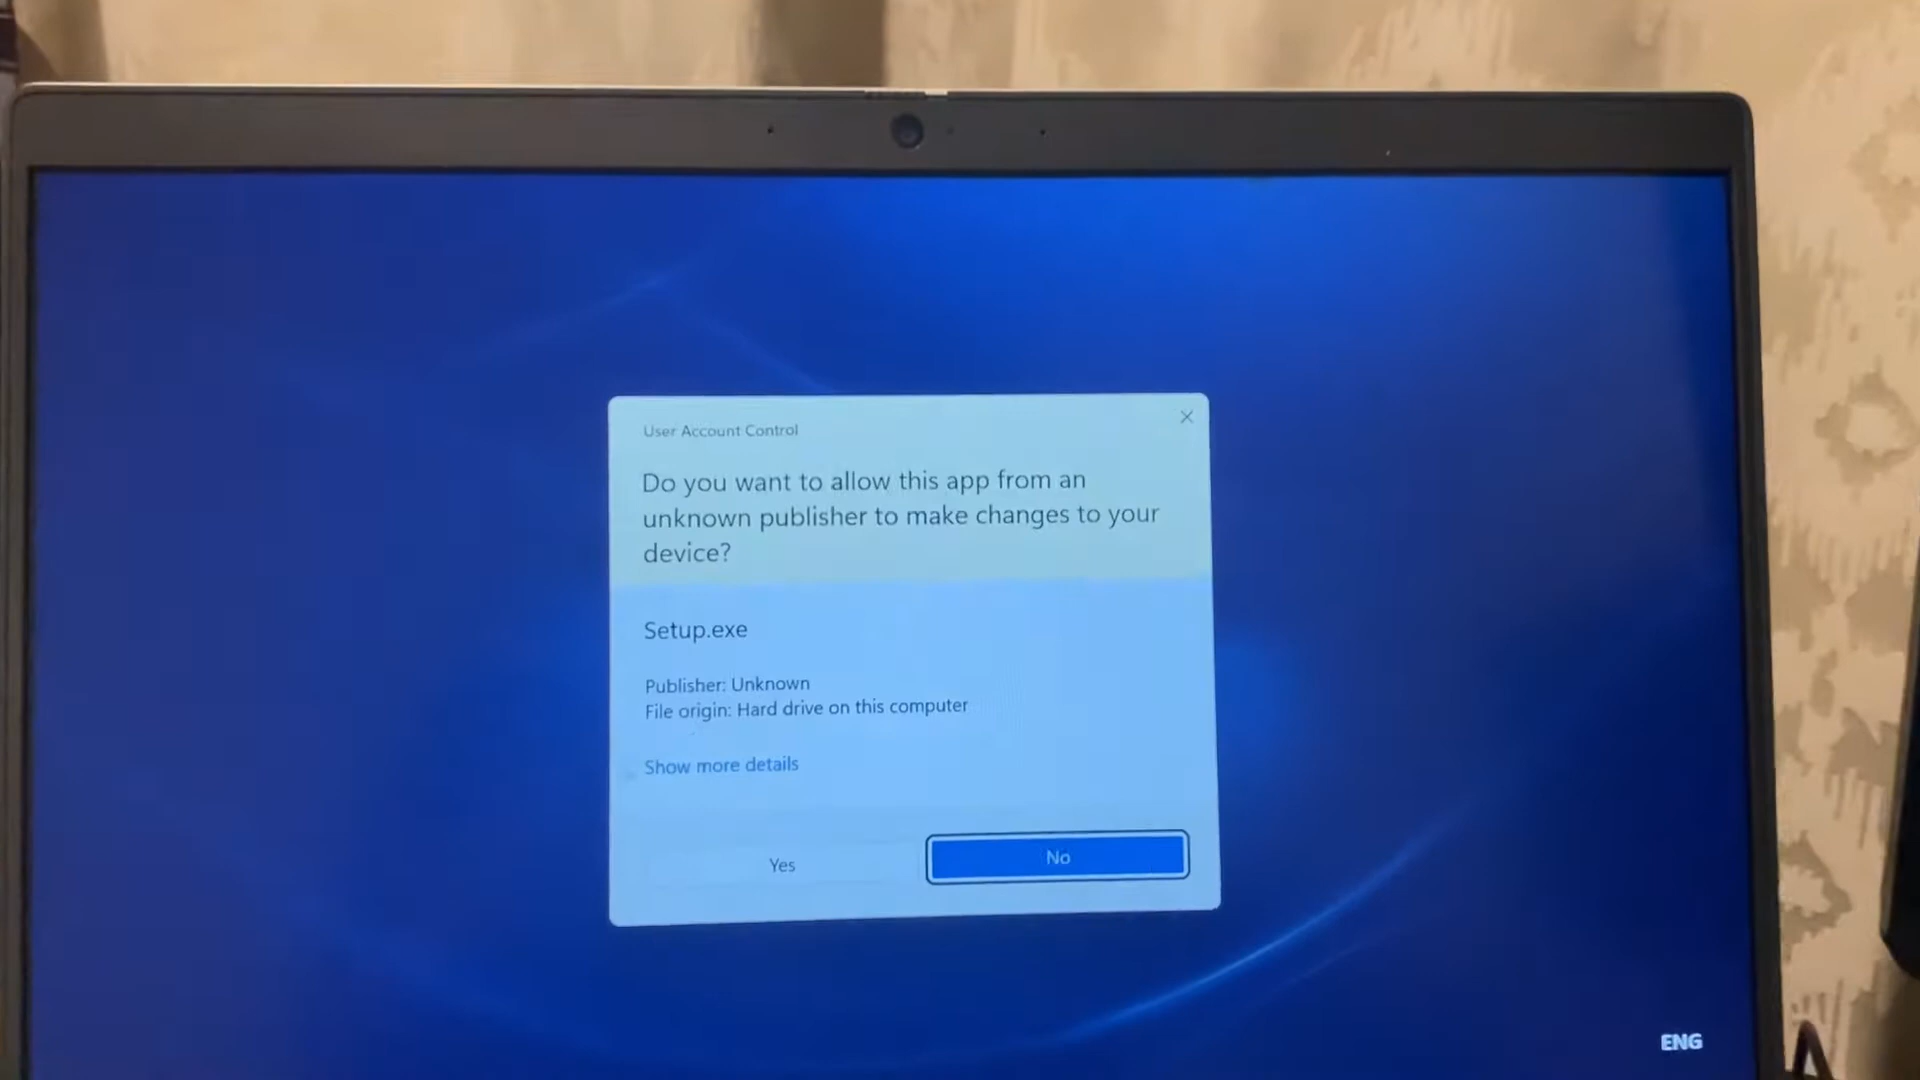 User Account Control
Do you want to allow this app from an
unknown publisher to make changes to your
device?
Setup.exe
Publisher: Unknown
File origin: Hard drive on this computer
Show more details
Yes
No
ENG